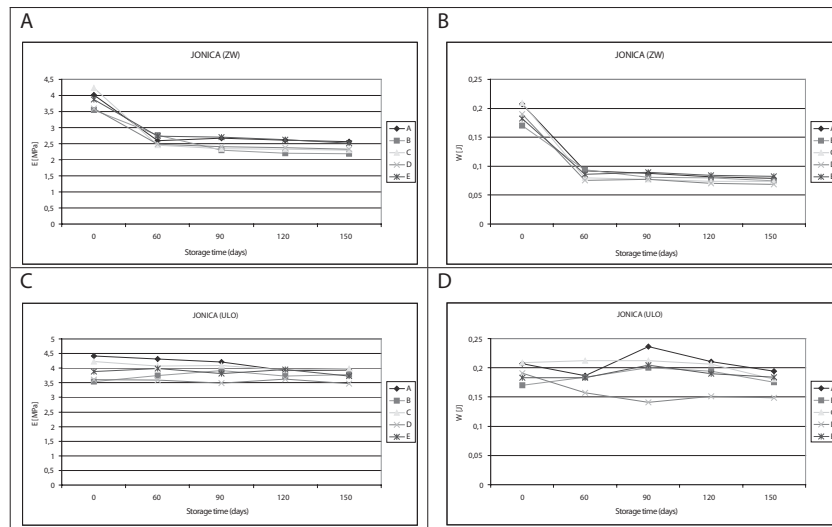 A
JONICA (ZW)
E [MPa]
4,5
4
3,5
3
2,5
2
1,5
1
0,5
0
0 60 90 120 150
Storage time (days)
A
B
C
D
E
B
JONICA (ZW)
W [J]
0,25
0,2
0,15
0,1
0,05
0
0 60 90 120 150
Storage time (days)
C
JONICA (ULO)
E [MPa]
5
4,5
4
3,5
3
2,5
2
1,5
1
0,5
0
0 60 90 120 150
Storage time (days)
A
B
C
D
E
D
JONICA (ULO)
W [J]
0,25
0,2
0,15
0,1
0,05
0
0 60 90 120 150
Storage time (days)